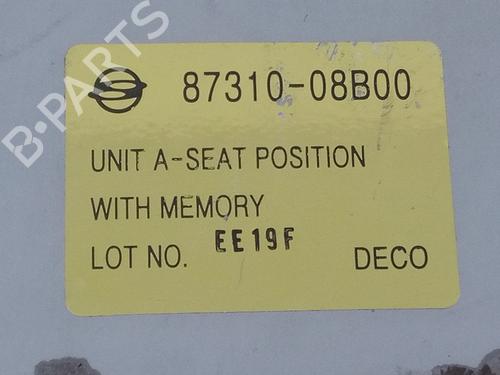 87310-08B00
UNIT A-SEAT POSITION
WITH MEMORY
LOT NO. EE19F DECO
B-PARTS